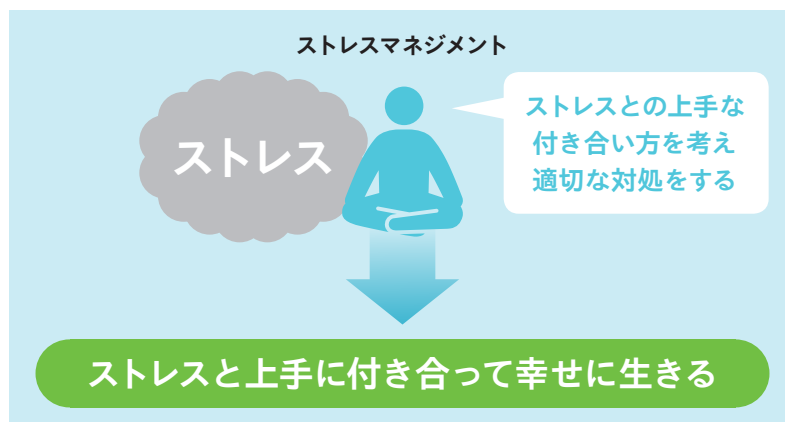 ストレスマネジメント
ストレス
ストレスとの上手な
付き合い方を考え
適切な対処をする
ストレスと上手に付き合って幸せに生きる